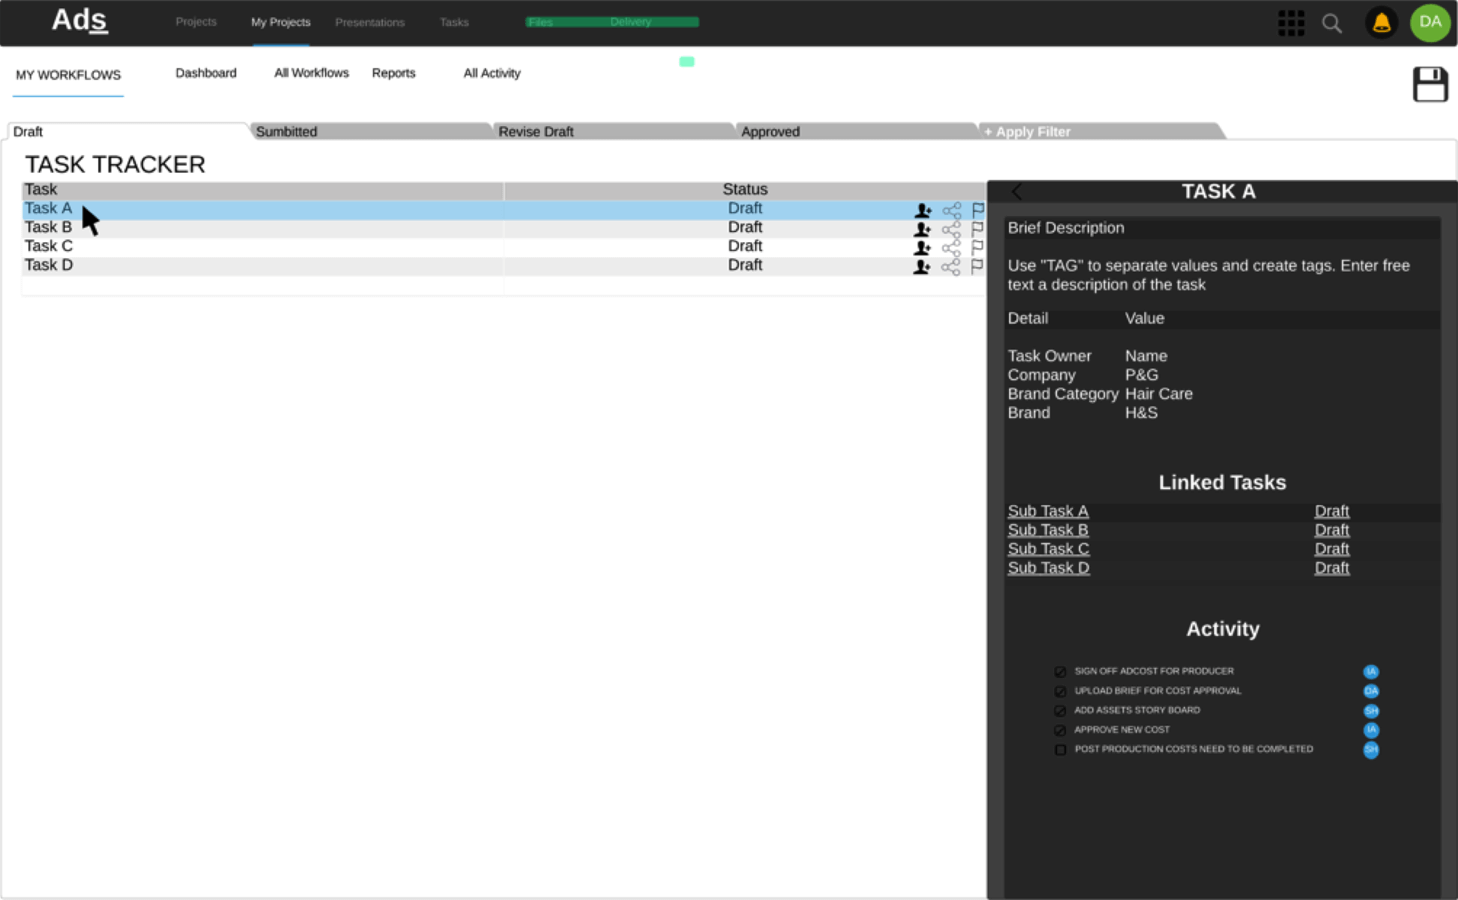 Ads
Projects My Projects Presentations Tasks Files Delivery DA
MY WORKFLOWS Dashboard All Workflows Reports All Activity
Draft Sumbitted Revise Draft Approved + Apply Filter
TASK TRACKER
Task Status
Task A Draft
Task B Draft
Task C Draft
Task D Draft
TASK A
Brief Description
Use "TAG" to separate values and create tags. Enter free
text a description of the task
Detail Value
Task Owner Name
Company P&G
Brand Category Hair Care
Brand H&S
Linked Tasks
Sub Task A Draft
Sub Task B Draft
Sub Task C Draft
Sub Task D Draft
Activity
SIGN OFF ADCOST FOR PRODUCER IA
UPLOAD BRIEF FOR COST APPROVAL DA
ADD ASSETS STORY BOARD SH
APPROVE NEW COST IA
POST PRODUCTION COSTS NEED TO BE COMPLETED SH